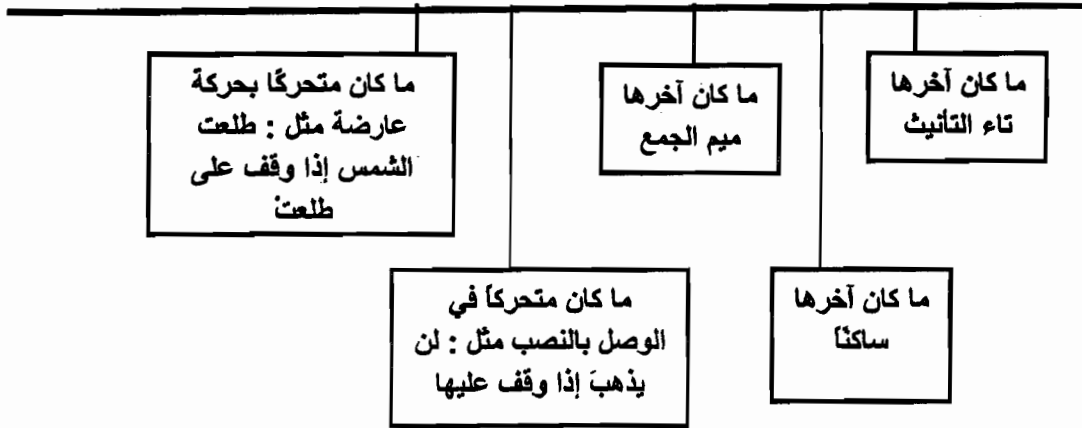 ما كان آخرها
تاء التأنيث
ما كان آخرها
ساكنًا
ما كان آخرها
ميم الجمع
ما كان متحركاً في
الوصل بالنصب مثل : لن
يذهبَ إذا وقف عليها
ما كان متحركًا بحركة
عارضة مثل : طلعت
الشمس إذا وقف على
طلعتْ